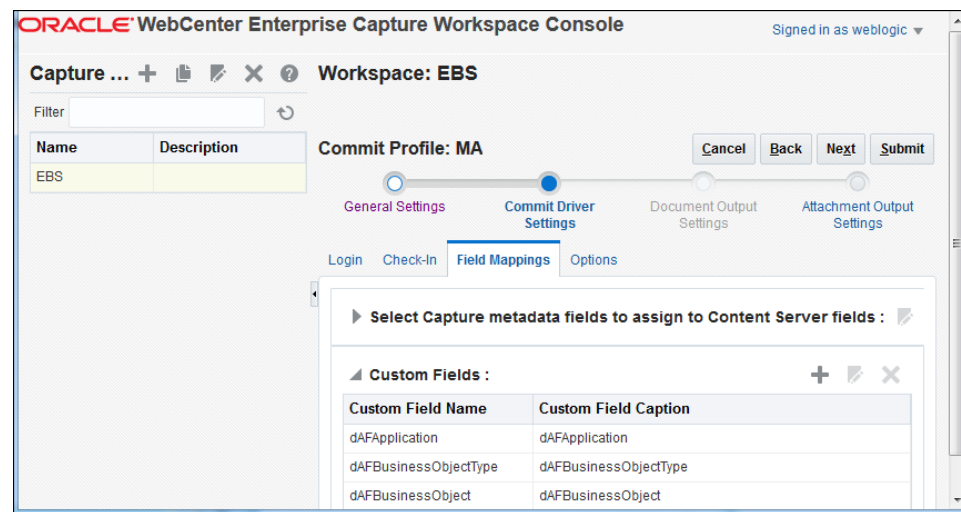 ORACLE® WebCenter Enterprise Capture Workspace Console
Signed in as weblogic
Capture ...
Workspace: EBS
Filter
Name Description
EBS
Commit Profile: MA
Cancel Back Next Submit
General Settings
Commit Driver Settings
Document Output Settings
Attachment Output Settings
Login Check-In Field Mappings Options
Select Capture metadata fields to assign to Content Server fields :
Custom Fields :
Custom Field Name Custom Field Caption
dAFApplication dAFApplication
dAFBusinessObjectType dAFBusinessObjectType
dAFBusinessObject dAFBusinessObject